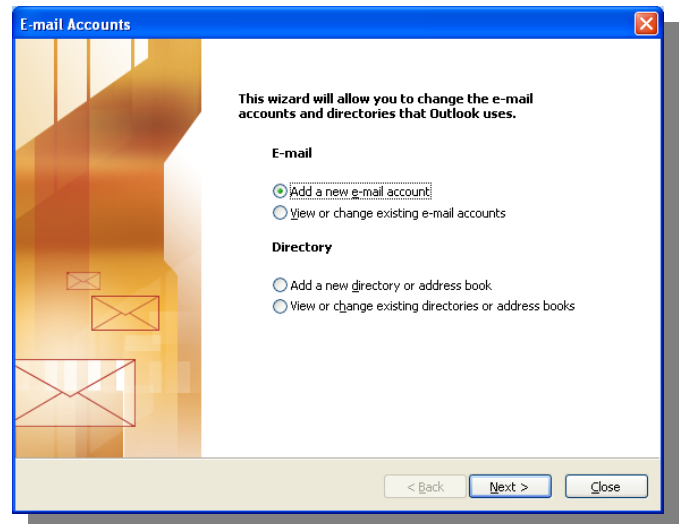 E-mail Accounts
This wizard will allow you to change the e-mail
accounts and directories that Outlook uses.
E-mail
Add a new e-mail account
View or change existing e-mail accounts
Directory
Add a new directory or address book
View or change existing directories or address books
< Back Next > Close